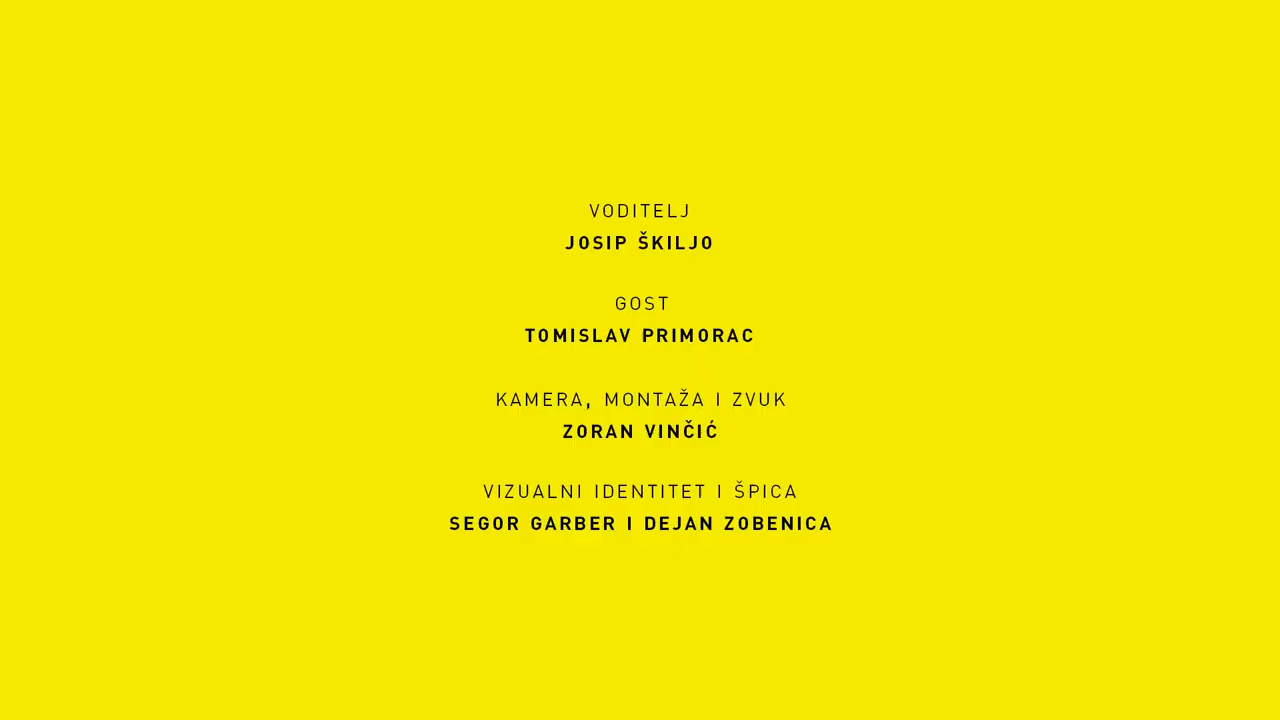 VODITELJ
JOSIP ŠKILJO
GOST
TOMISLAV PRIMORAC
KAMERA, MONTAŽA I ZVUK
ZORAN VINČIĆ
VIZUALNI IDENTITET I ŠPICA
SEGOR GARBER I DEJAN ZOBENICA